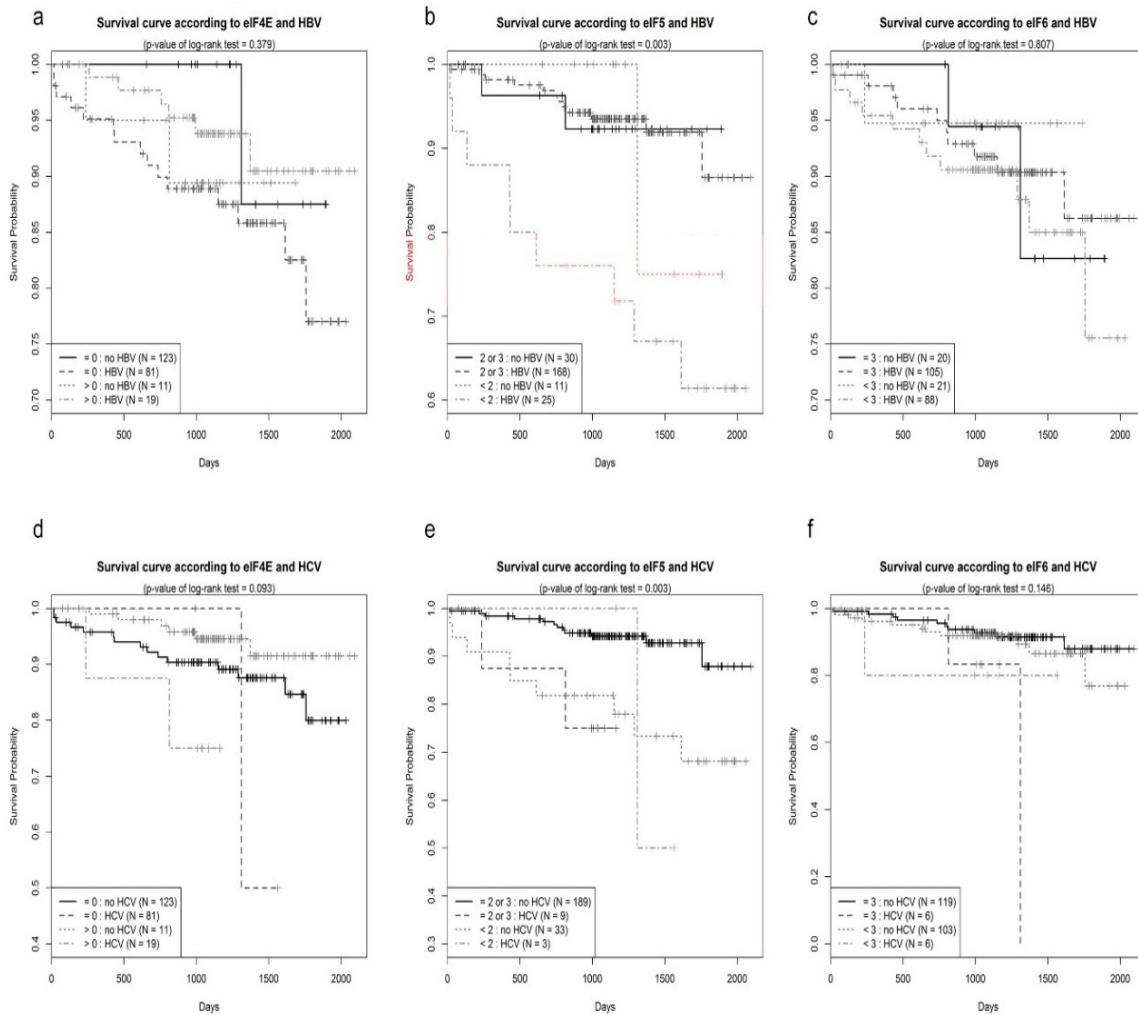 a
Survival curve according to eIF4E and HBV
(p-value of log-rank test = 0.379)
Survival Probability
1.00
0.95
0.90
0.85
0.80
0.75
0.70
= 0 : no HBV (N = 123)
= 0 : HBV (N = 81)
> 0 : no HBV (N = 11)
> 0 : HBV (N = 19)
0
500
1000
1500
2000
Days
b
Survival curve according to eIF5 and HBV
(p-value of log-rank test = 0.003)
Survival Probability
1.0
0.9
0.8
0.7
0.6
2 or 3 : no HBV (N = 30)
2 or 3 : HBV (N = 168)
< 2 : no HBV (N = 11)
< 2 : HBV (N = 25)
0
500
1000
1500
2000
Days
c
Survival curve according to eIF6 and HBV
(p-value of log-rank test = 0.807)
Survival Probability
1.00
0.95
0.90
0.85
0.80
0.75
0.70
= 3 : no HBV (N = 20)
= 3 : HBV (N = 105)
< 3 : no HBV (N = 21)
< 3 : HBV (N = 88)
0
500
1000
1500
2000
Days
d
Survival curve according to eIF4E and HCV
(p-value of log-rank test = 0.093)
Survival Probability
1.0
0.9
0.8
0.7
0.6
0.5
0.4
= 0 : no HCV (N = 123)
= 0 : HCV (N = 81)
> 0 : no HCV (N = 11)
> 0 : HCV (N = 19)
0
500
1000
1500
2000
Days
e
Survival curve according to eIF5 and HCV
(p-value of log-rank test = 0.003)
Survival Probability
1.0
0.9
0.8
0.7
0.6
0.5
0.4
0.3
= 2 or 3 : no HCV (N = 189)
= 2 or 3 : HCV (N = 9)
< 2 : no HCV (N = 33)
< 2 : HCV (N = 3)
0
500
1000
1500
2000
Days
f
Survival curve according to eIF6 and HCV
(p-value of log-rank test = 0.146)
Survival Probability
1.0
0.8
0.6
0.4
0.2
0.0
= 3 : no HCV (N = 119)
= 3 : HCV (N = 6)
< 3 : no HCV (N = 103)
< 3 : HCV (N = 6)
0
500
1000
1500
2000
Days